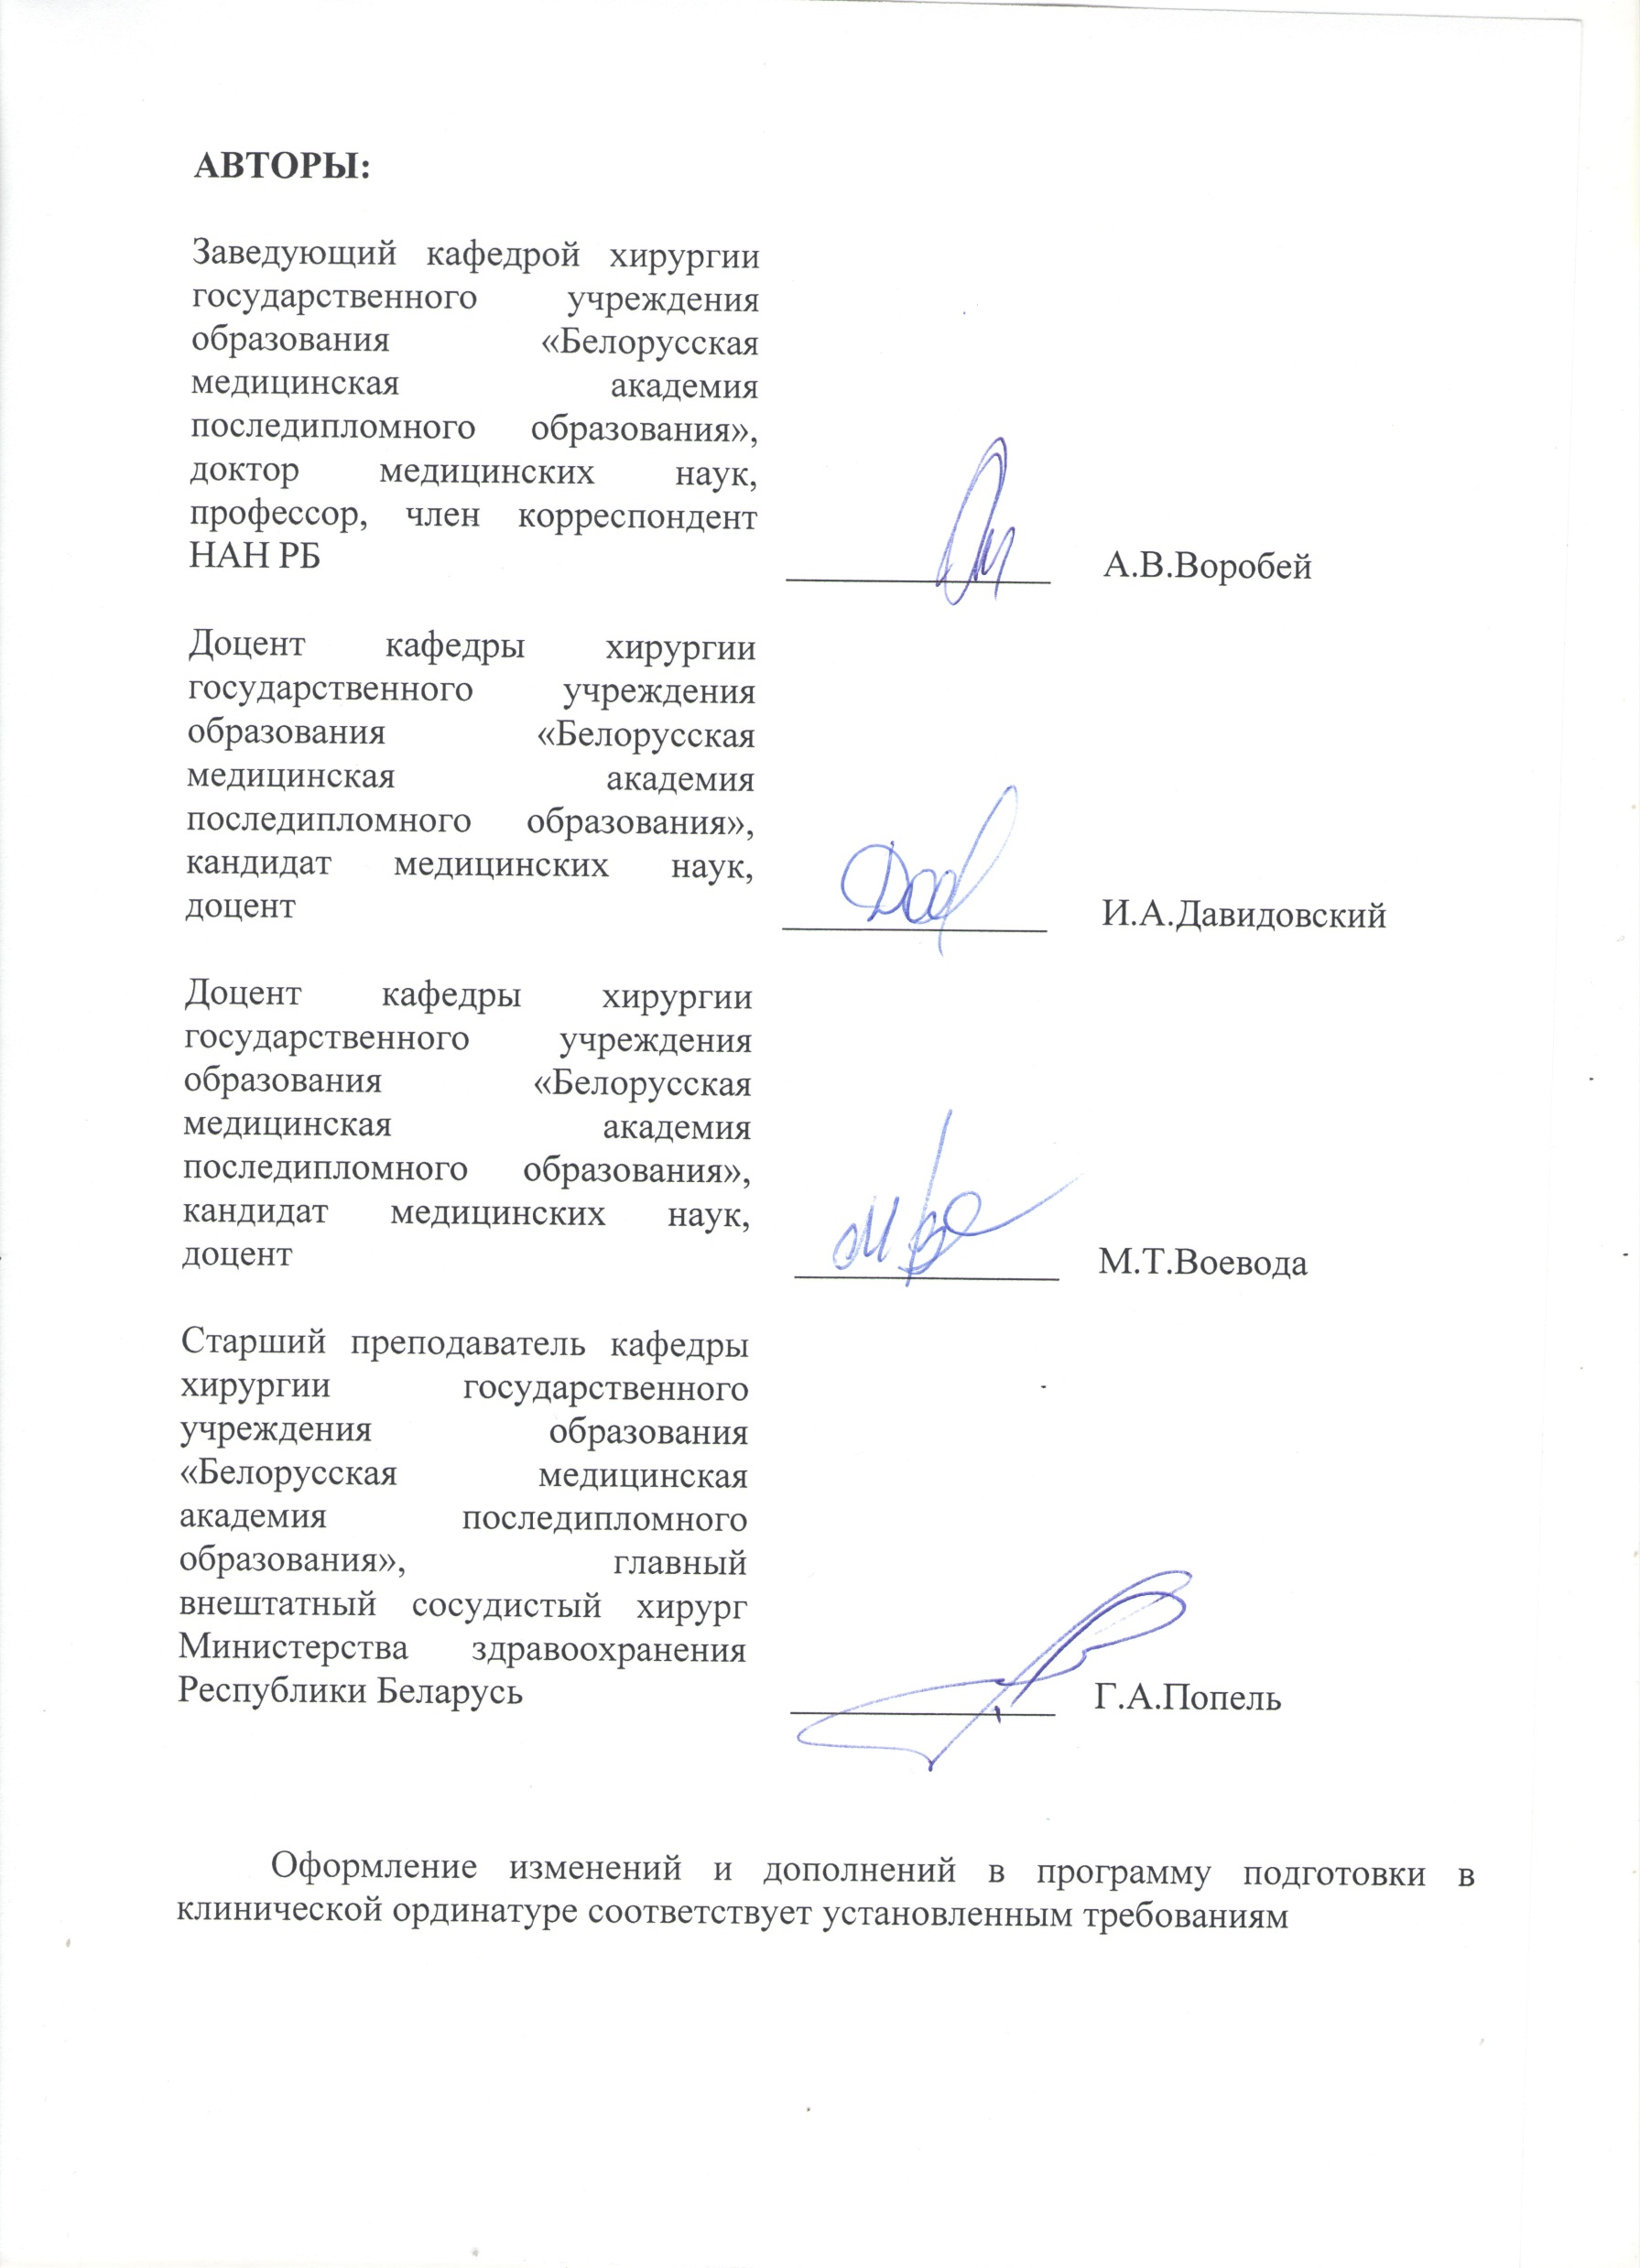 АВТОРЫ:
Заведующий кафедрой хирургии
государственного учреждения
образования «Белорусская
медицинская академия
последипломного образования»,
доктор медицинских наук,
профессор, член корреспондент
НАН РБ
А.В.Воробей
Доцент кафедры хирургии
государственного учреждения
образования «Белорусская
медицинская академия
последипломного образования»,
кандидат медицинских наук,
доцент
И.А.Давидовский
Доцент кафедры хирургии
государственного учреждения
образования «Белорусская
медицинская академия
последипломного образования»,
кандидат медицинских наук,
доцент
М.Т.Воевода
Старший преподаватель кафедры
хирургии государственного
учреждения образования
«Белорусская медицинская
академия последипломного
образования», главный
внештатный сосудистый хирург
Министерства здравоохранения
Республики Беларусь
Г.А.Попель
Оформление изменений и дополнений в программу подготовки в
клинической ординатуре соответствует установленным требованиям